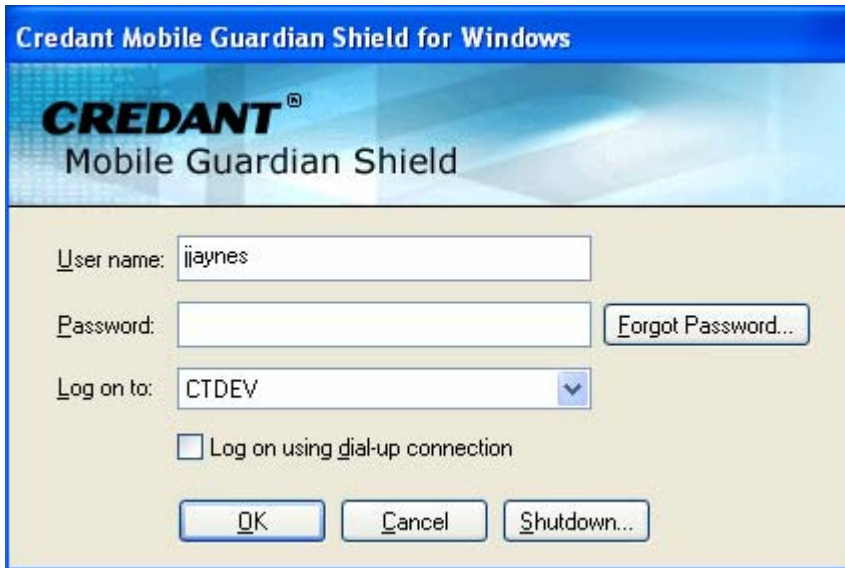 Credant Mobile Guardian Shield for Windows
CREDANT®
Mobile Guardian Shield
User name: jjaynes
Password: Forgot Password...
Log on to: CTDEV
Log on using dial-up connection
OK Cancel Shutdown...